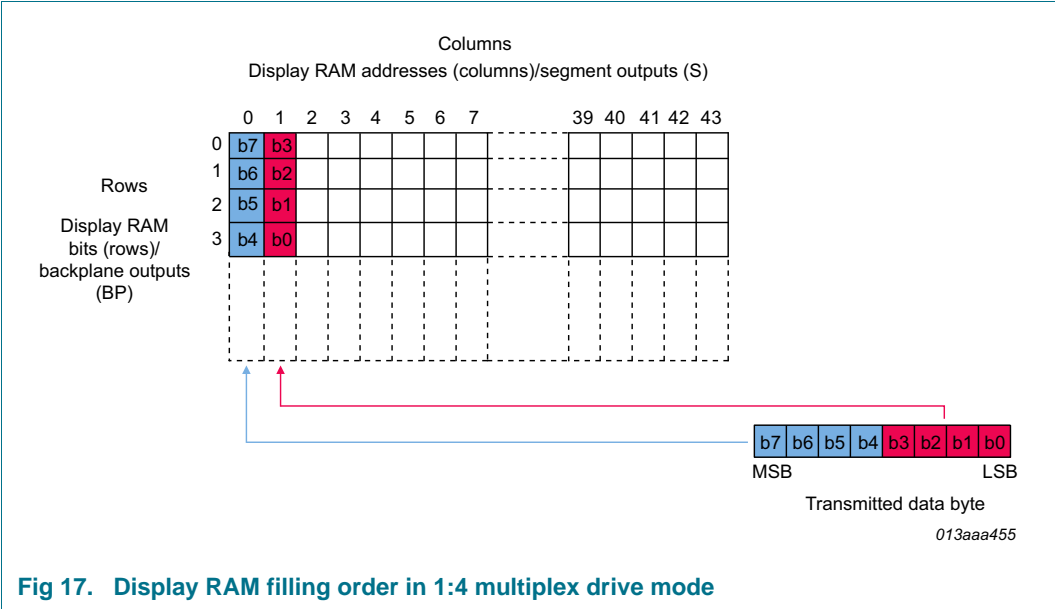 Columns
Display RAM addresses (columns)/segment outputs (S)
0 1 2 3 4 5 6 7 39 40 41 42 43
0 b7 b3
1 b6 b2
2 b5 b1
3 b4 b0
Rows
Display RAM
bits (rows)/
backplane outputs
(BP)
b7 b6 b5 b4 b3 b2 b1 b0
MSB LSB
Transmitted data byte
013aaa455
Fig 17. Display RAM filling order in 1:4 multiplex drive mode